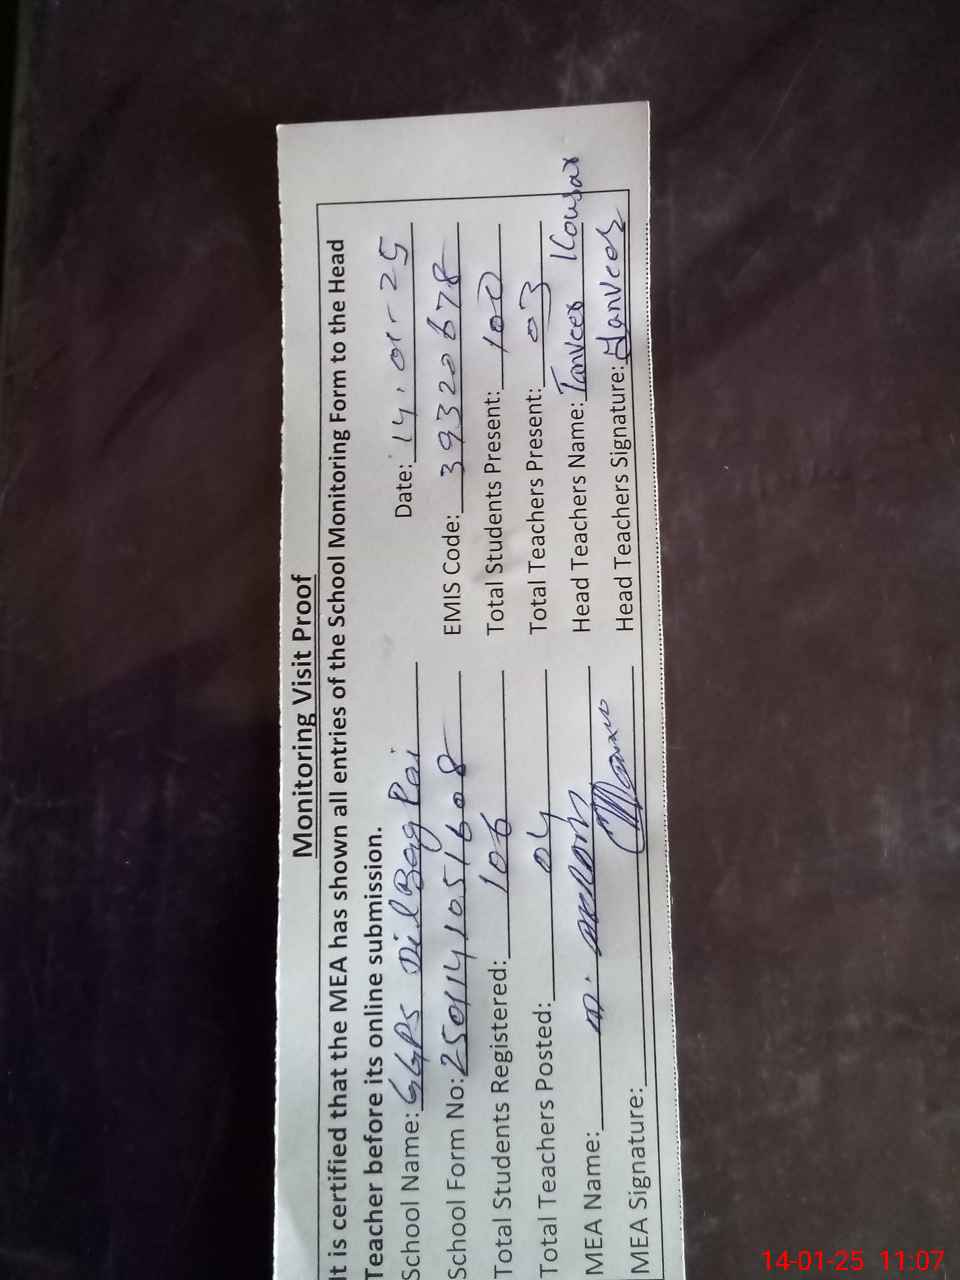 Monitoring Visit Proof
It is certified that the MEA has shown all entries of the School Monitoring Form to the Head
Teacher before its online submission.
School Name: GGPS Dil Bag Rai Date: 14.01-25
School Form No: 2501141051608 EMIS Code: 39320678
Total Students Registered: 106 Total Students Present: 100
Total Teachers Posted: 04 Total Teachers Present: 03
MEA Name: M. Head Teachers Name: Tanveer Kousar
MEA Signature: Head Teachers Signature: Tanveer
14-01-25 11:07